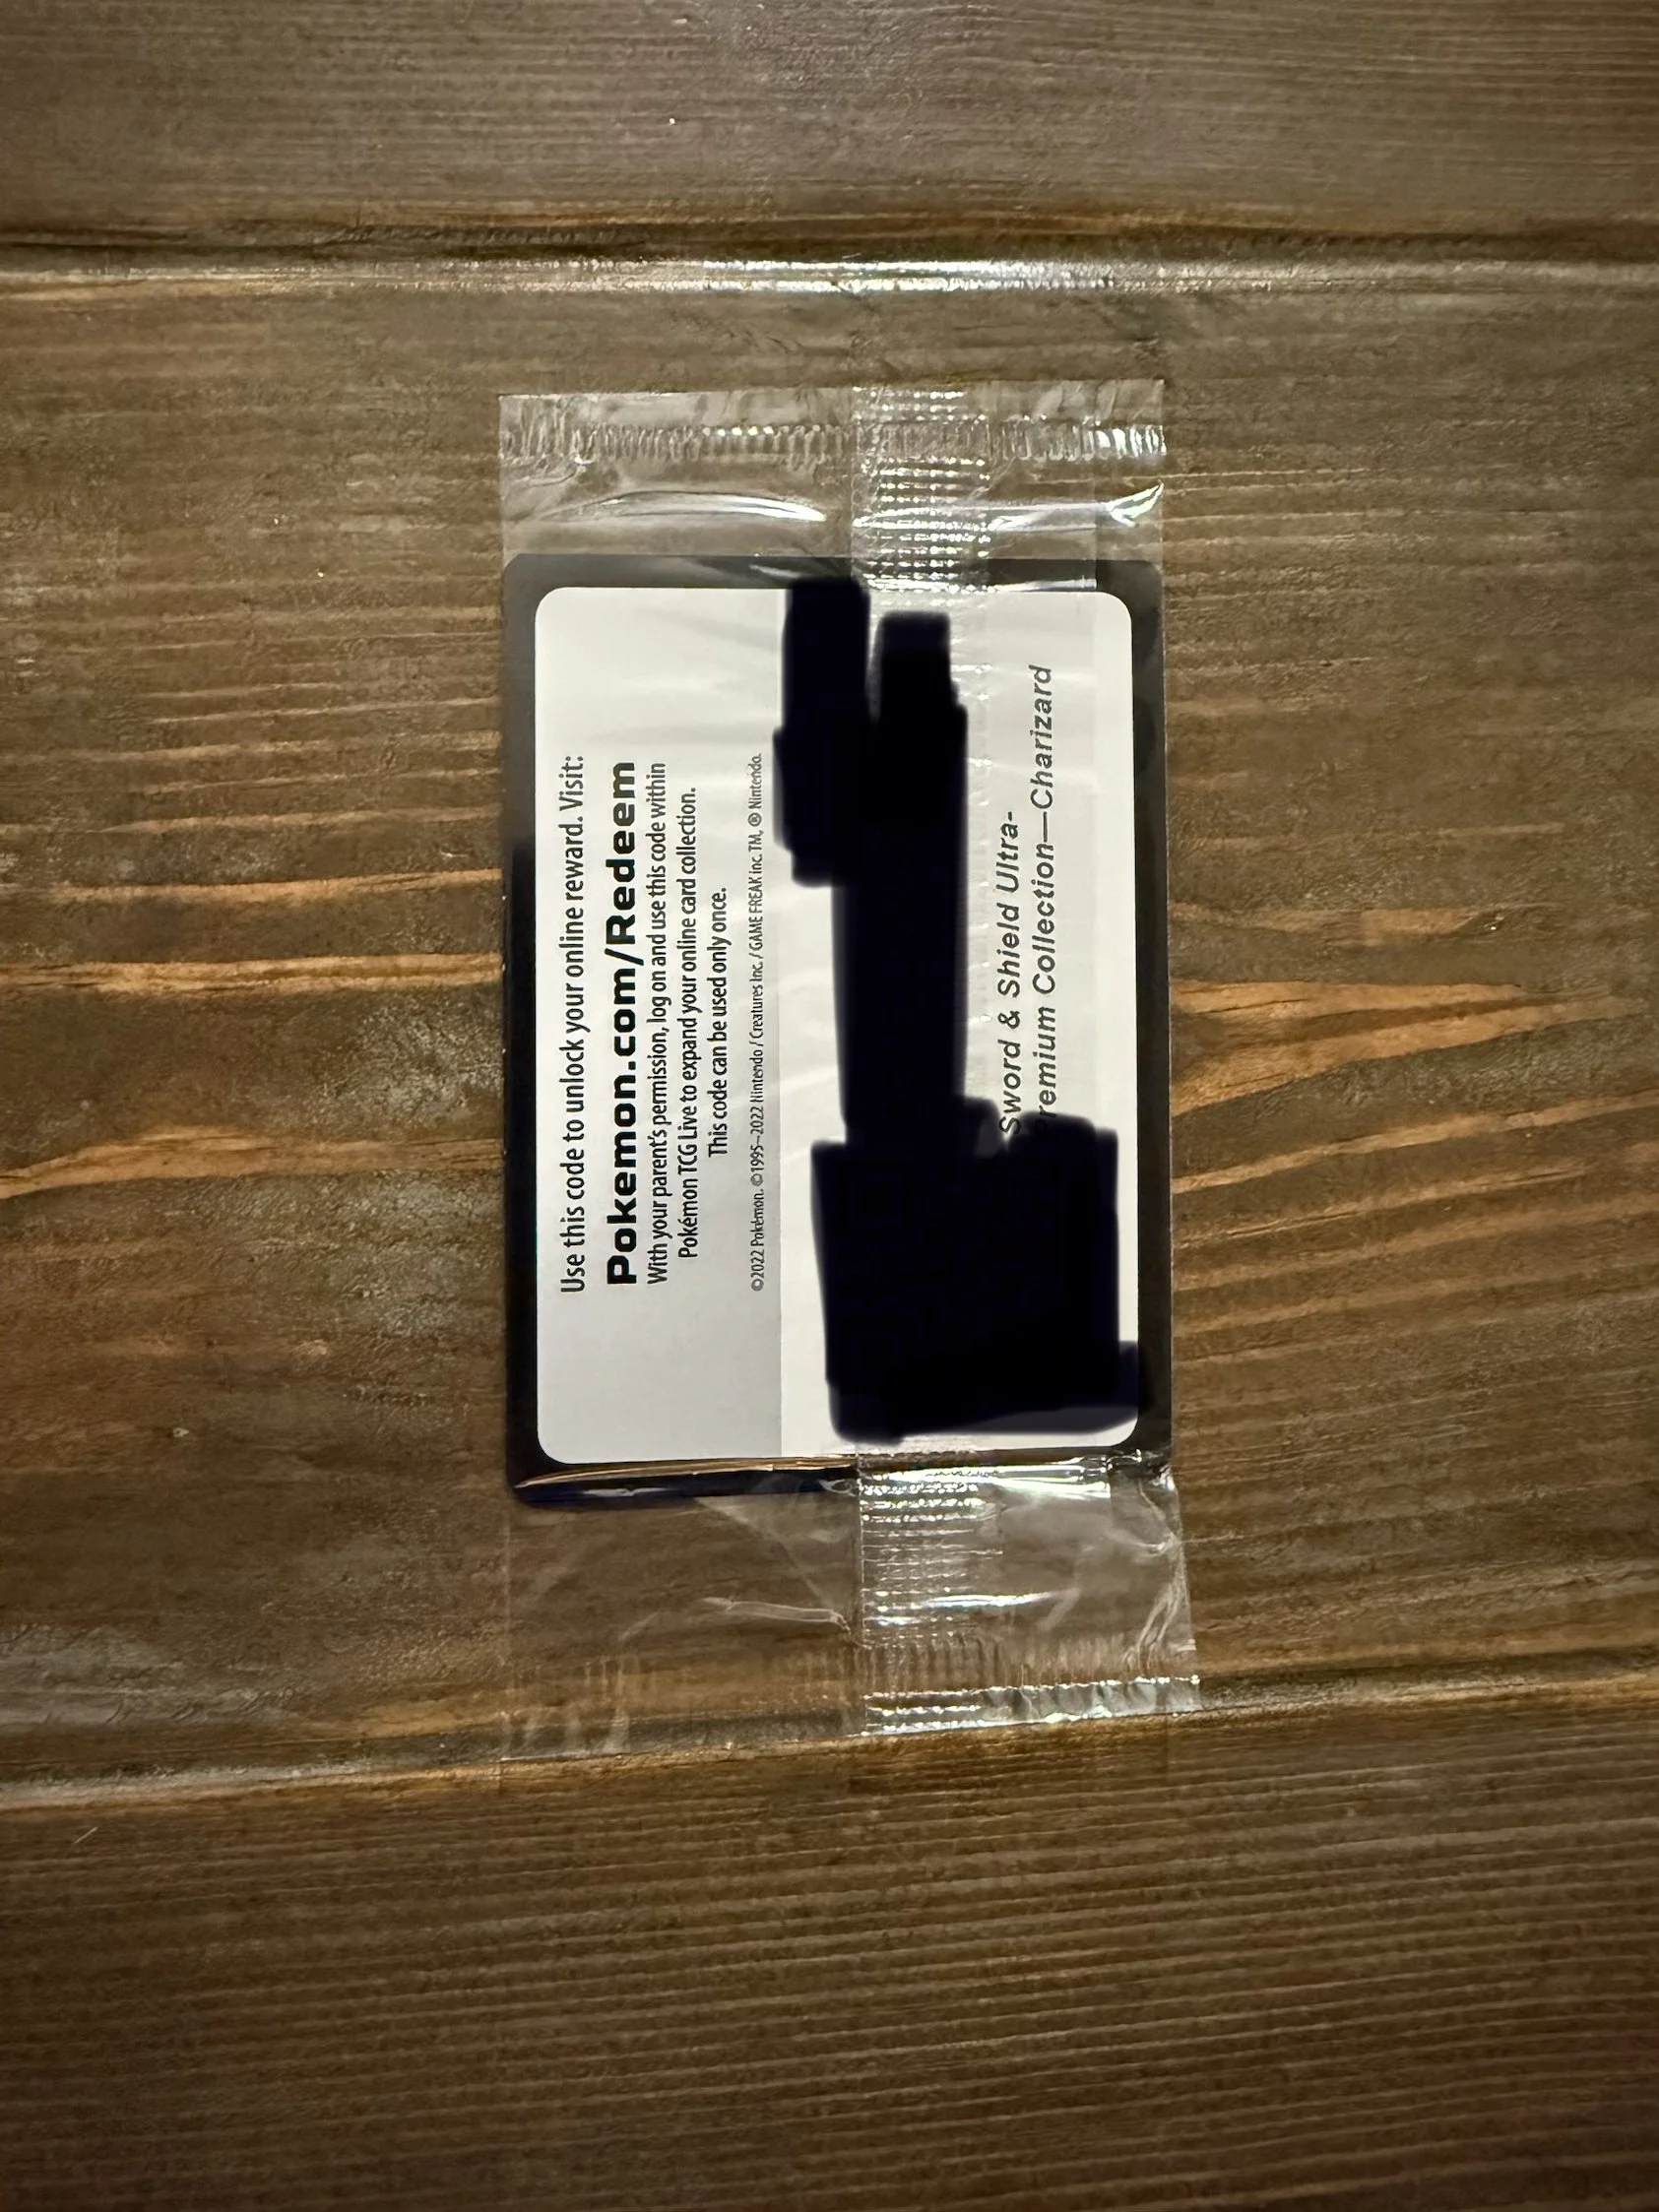 Use this code to unlock your online reward. Visit:
Pokemon.com/Redeem
With your parent's permission, log on and use this code within
Pokémon TCG Live to expand your online card collection.
This code can be used only once.
©2022 Pokémon. ©1995–2022 Nintendo / Creatures Inc. / GAME FREAK inc. TM, ® Nintendo.
Sword & Shield Ultra-
Premium Collection—Charizard